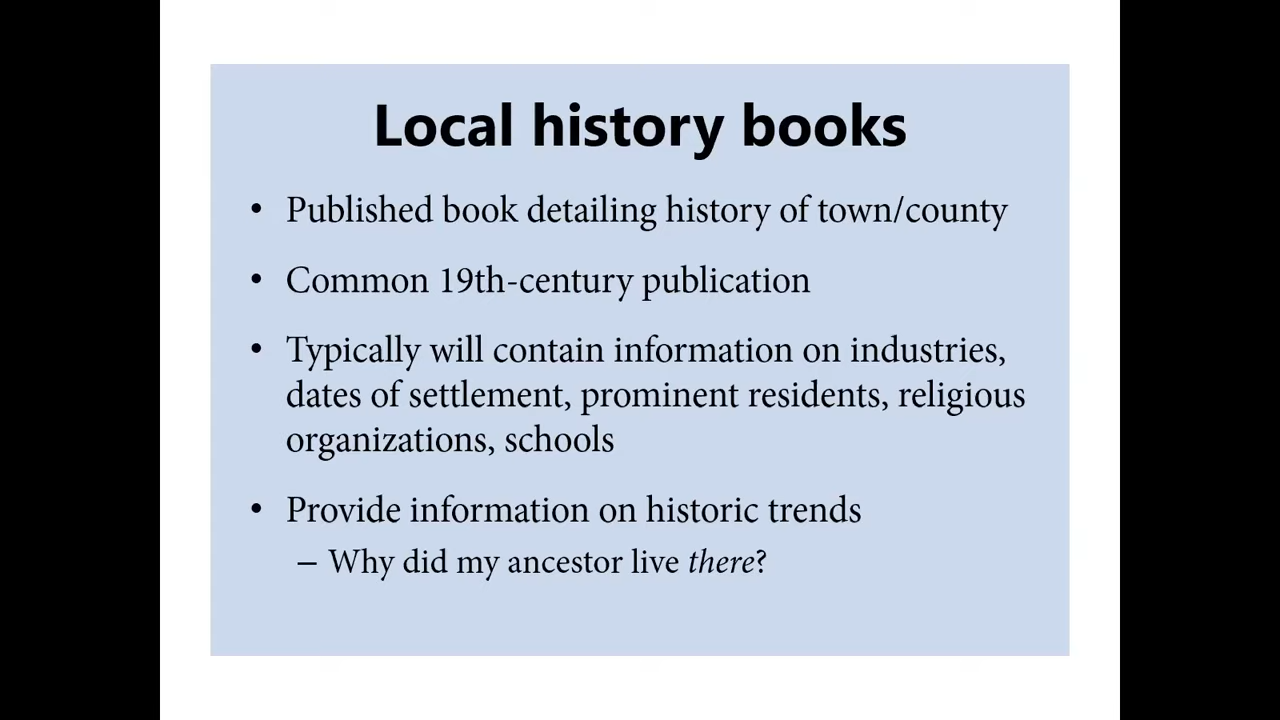 Local history books
• Published book detailing history of town/county
• Common 19th-century publication
• Typically will contain information on industries,
dates of settlement, prominent residents, religious
organizations, schools
• Provide information on historic trends
– Why did my ancestor live there?